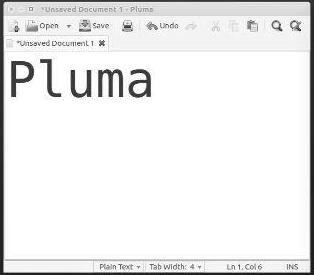 *Unsaved Document 1 - Pluma
Open Save Undo
*Unsaved Document 1
Pluma
Plain Text Tab Width: 4 Ln 1, Col 6 INS